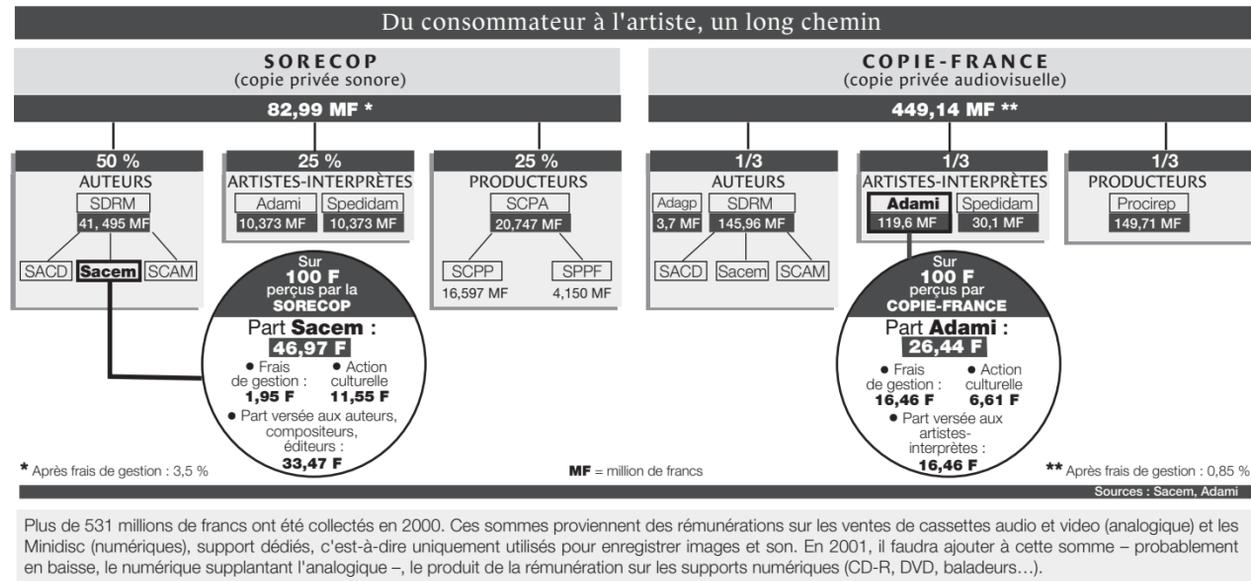 Du consommateur à l'artiste, un long chemin
SORECOP
(copie privée sonore)
82,99 MF *
50 %
AUTEURS
SDRM
41, 495 MF
SACD Sacem SCAM
25 %
ARTISTES-INTERPRÈTES
Adami Spedidam
10,373 MF 10,373 MF
25 %
PRODUCTEURS
SCPA
20,747 MF
SCPP SPPF
16,597 MF 4,150 MF
Sur
100 F
perçus par la
SORECOP
Part Sacem :
46,97 F
● Frais
de gestion :
1,95 F
● Action
culturelle
11,55 F
● Part versée aux auteurs,
compositeurs,
éditeurs :
33,47 F
COPIE-FRANCE
(copie privée audiovisuelle)
449,14 MF **
1/3
AUTEURS
Adagp SDRM
3,7 MF 145,96 MF
SACD Sacem SCAM
1/3
ARTISTES-INTERPRÈTES
Adami Spedidam
119,6 MF 30,1 MF
1/3
PRODUCTEURS
Procirep
149,71 MF
Sur
100 F
perçus par
COPIE-FRANCE
Part Adami :
26,44 F
● Frais
de gestion :
16,46 F
● Action
culturelle
6,61 F
● Part versée aux
artistes-
interprètes :
16,46 F
* Après frais de gestion : 3,5 %
MF = million de francs
** Après frais de gestion : 0,85 %
Sources : Sacem, Adami
Plus de 531 millions de francs ont été collectés en 2000. Ces sommes proviennent des rémunérations sur les ventes de cassettes audio et video (analogique) et les
Minidisc (numériques), support dédiés, c'est-à-dire uniquement utilisés pour enregistrer images et son. En 2001, il faudra ajouter à cette somme – probablement
en baisse, le numérique supplantant l'analogique –, le produit de la rémunération sur les supports numériques (CD-R, DVD, baladeurs…).